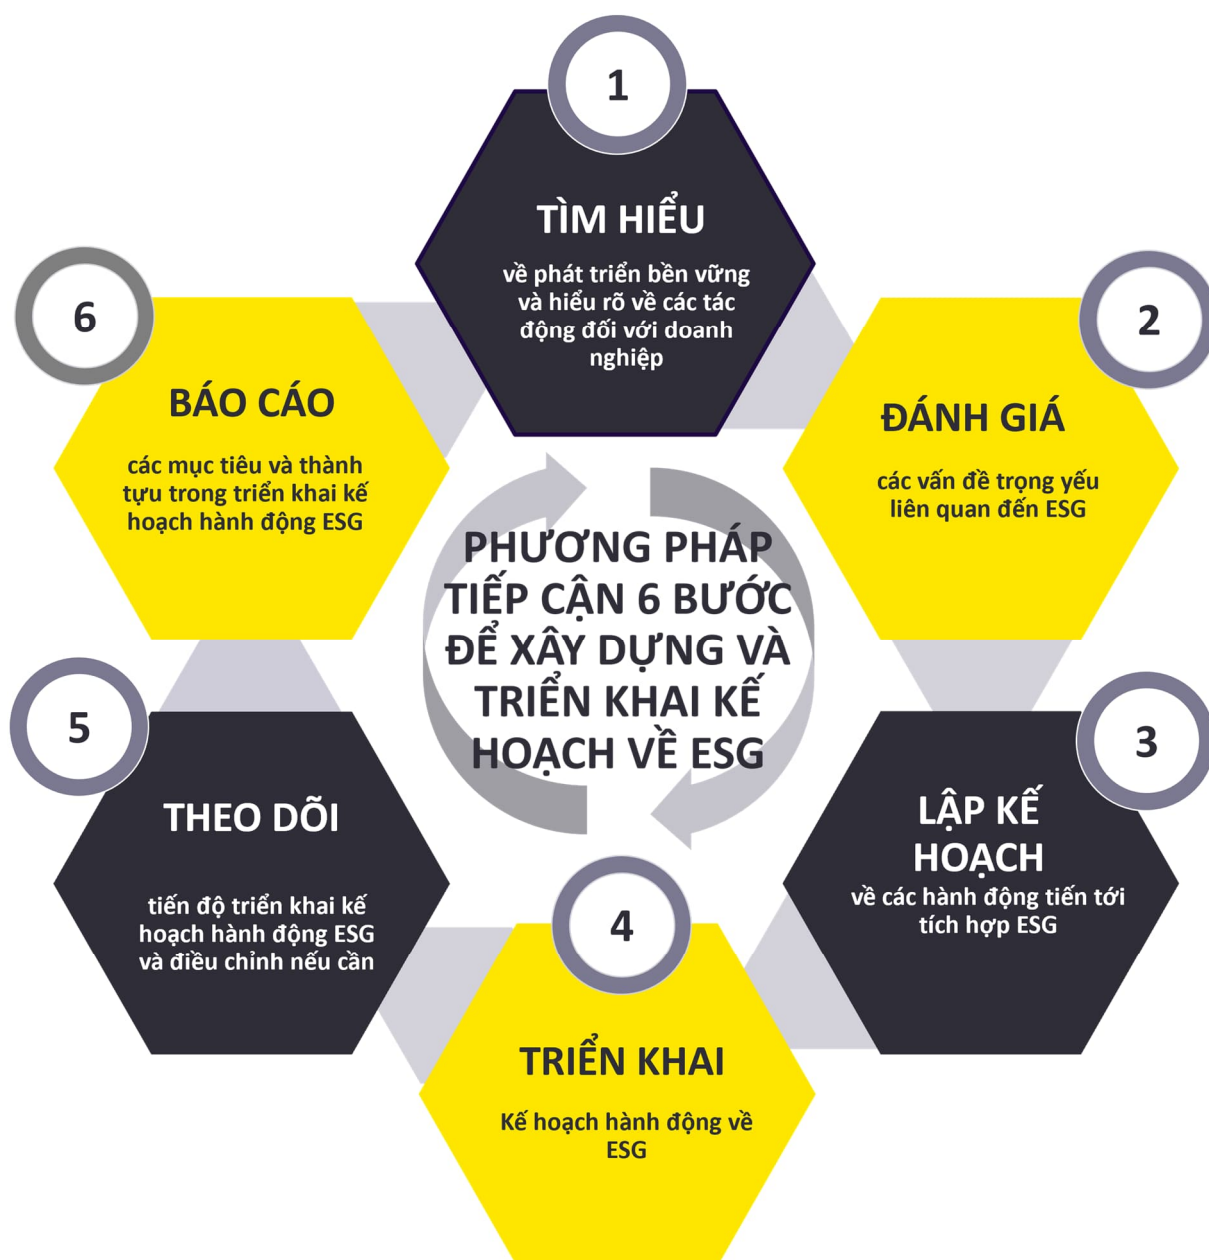 1
TÌM HIỂU
về phát triển bền vững
và hiểu rõ về các tác
động đối với doanh
nghiệp
2
ĐÁNH GIÁ
các vấn đề trọng yếu
liên quan đến ESG
3
LẬP KẾ
HOẠCH
về các hành động tiến tới
tích hợp ESG
4
TRIỂN KHAI
Kế hoạch hành động về
ESG
5
THEO DÕI
tiến độ triển khai kế
hoạch hành động ESG
và điều chỉnh nếu cần
6
BÁO CÁO
các mục tiêu và thành
tựu trong triển khai kế
hoạch hành động ESG
PHƯƠNG PHÁP
TIẾP CẬN 6 BƯỚC
ĐỂ XÂY DỰNG VÀ
TRIỂN KHAI KẾ
HOẠCH VỀ ESG